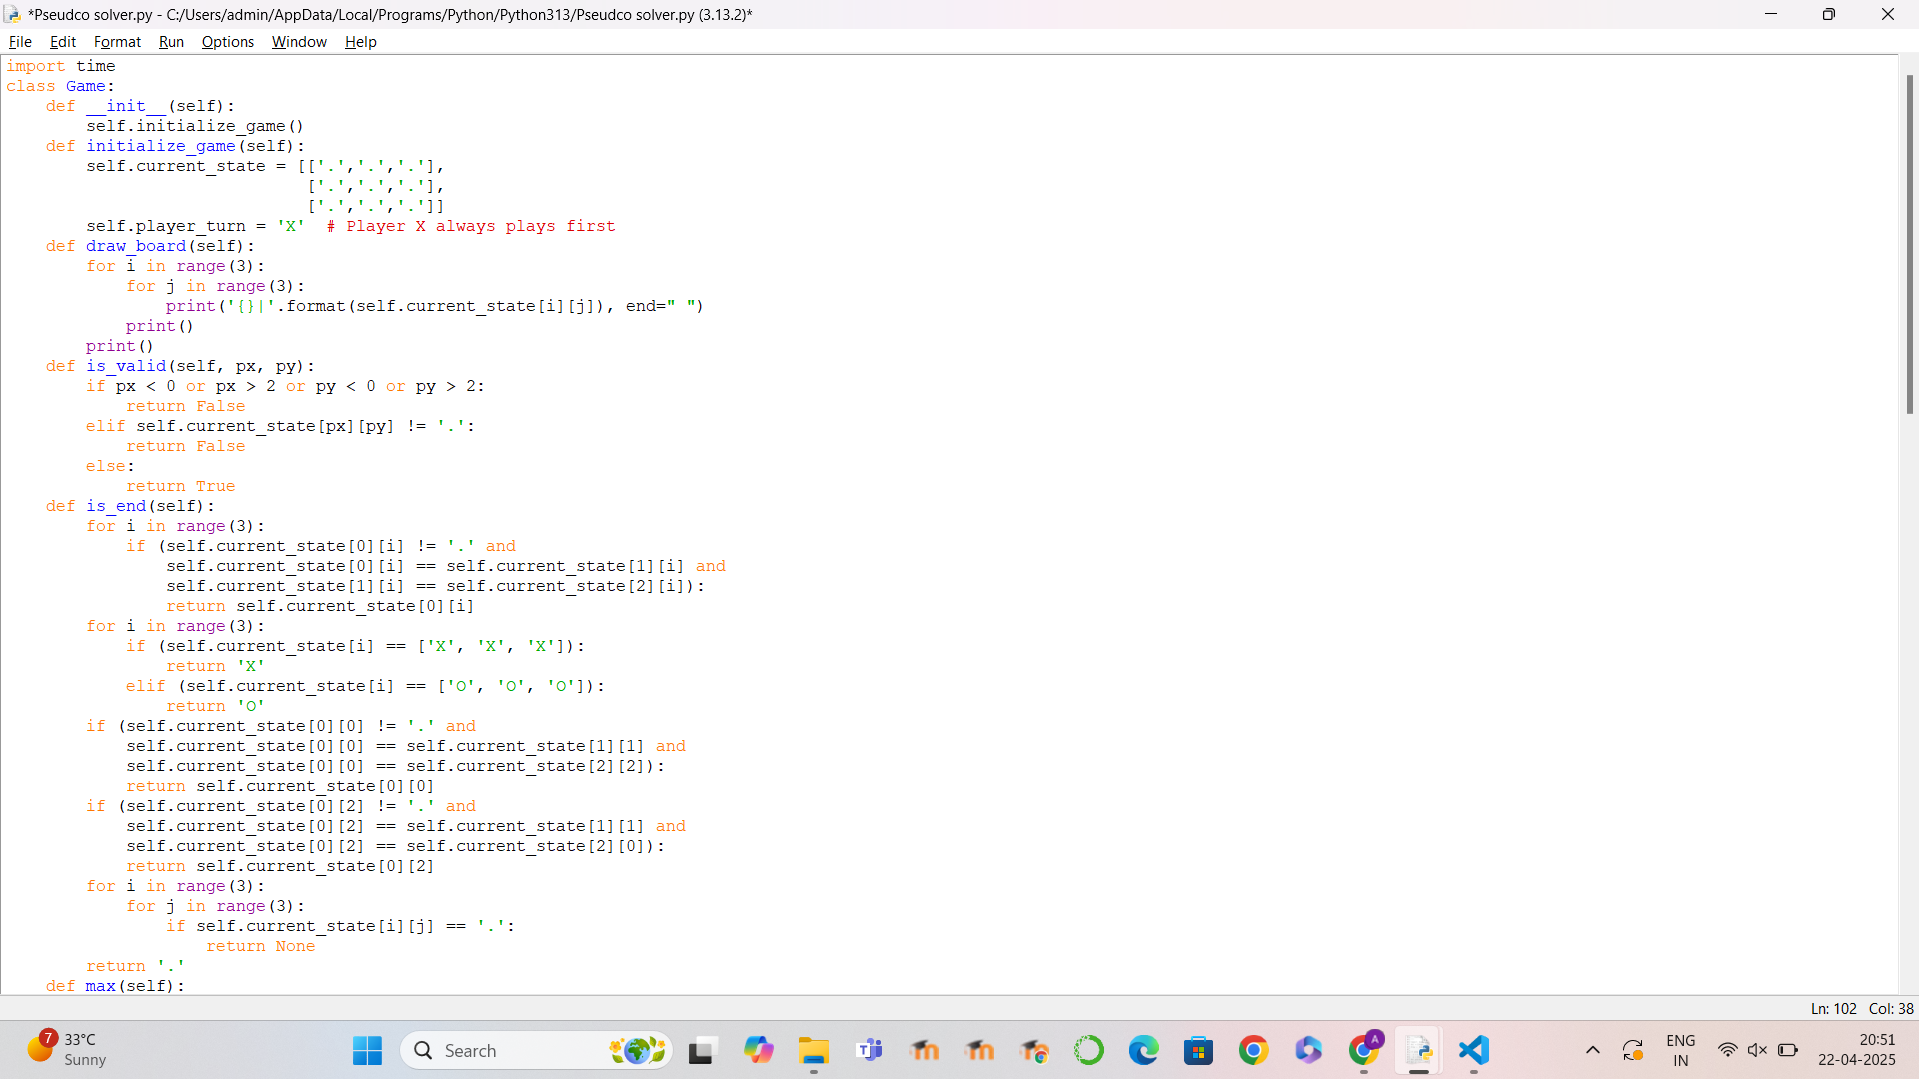 *Pseudco solver.py - C:/Users/admin/AppData/Local/Programs/Python/Python313/Pseudco solver.py (3.13.2)*
File Edit Format Run Options Window Help
import time
class Game:
    def __init__(self):
        self.initialize_game()
    def initialize_game(self):
        self.current_state = [['.','.','.'],
                              ['.','.','.'],
                              ['.','.','.']]
        self.player_turn = 'X'  # Player X always plays first
    def draw_board(self):
        for i in range(3):
            for j in range(3):
                print('{}|'.format(self.current_state[i][j]), end=" ")
            print()
        print()
    def is_valid(self, px, py):
        if px < 0 or px > 2 or py < 0 or py > 2:
            return False
        elif self.current_state[px][py] != '.':
            return False
        else:
            return True
    def is_end(self):
        for i in range(3):
            if (self.current_state[0][i] != '.' and
                self.current_state[0][i] == self.current_state[1][i] and
                self.current_state[1][i] == self.current_state[2][i]):
                return self.current_state[0][i]
        for i in range(3):
            if (self.current_state[i] == ['X', 'X', 'X']):
                return 'X'
            elif (self.current_state[i] == ['O', 'O', 'O']):
                return 'O'
        if (self.current_state[0][0] != '.' and
            self.current_state[0][0] == self.current_state[1][1] and
            self.current_state[0][0] == self.current_state[2][2]):
            return self.current_state[0][0]
        if (self.current_state[0][2] != '.' and
            self.current_state[0][2] == self.current_state[1][1] and
            self.current_state[0][2] == self.current_state[2][0]):
            return self.current_state[0][2]
        for i in range(3):
            for j in range(3):
                if self.current_state[i][j] == '.':
                    return None
        return '.'
    def max(self):
Ln: 102 Col: 38
7
33°C
Sunny
Search
A
ENG
IN
20:51
22-04-2025